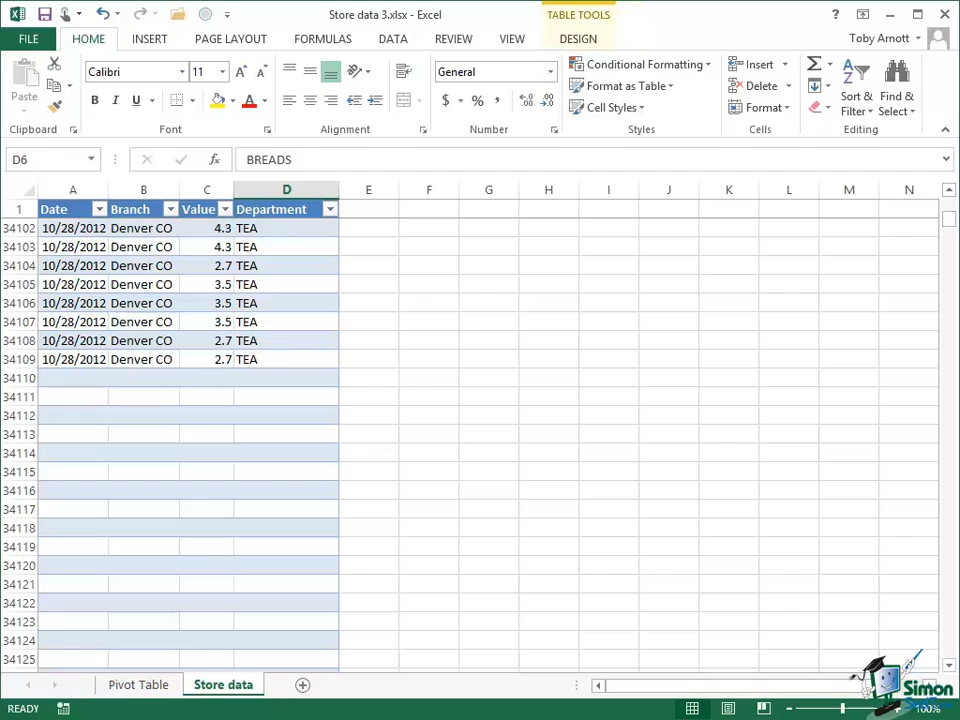 Store data 3.xlsx - Excel
TABLE TOOLS
?
FILE HOME INSERT PAGE LAYOUT FORMULAS DATA REVIEW VIEW DESIGN
Toby Arnott
Paste
Calibri 11 A A
B I U A
General
$ % , .00 .0
Conditional Formatting
Format as Table
Cell Styles
Insert
Delete
Format
Sort & Filter
Find & Select
Clipboard Font Alignment Number Styles Cells Editing
D6 fx BREADS
A B C D E F G H I J K L M N
1 Date Branch Value Department
34102 10/28/2012 Denver CO 4.3 TEA
34103 10/28/2012 Denver CO 4.3 TEA
34104 10/28/2012 Denver CO 2.7 TEA
34105 10/28/2012 Denver CO 3.5 TEA
34106 10/28/2012 Denver CO 3.5 TEA
34107 10/28/2012 Denver CO 3.5 TEA
34108 10/28/2012 Denver CO 2.7 TEA
34109 10/28/2012 Denver CO 2.7 TEA
34110
34111
34112
34113
34114
34115
34116
34117
34118
34119
34120
34121
34122
34123
34124
34125
Pivot Table Store data
Simon
READY 100%